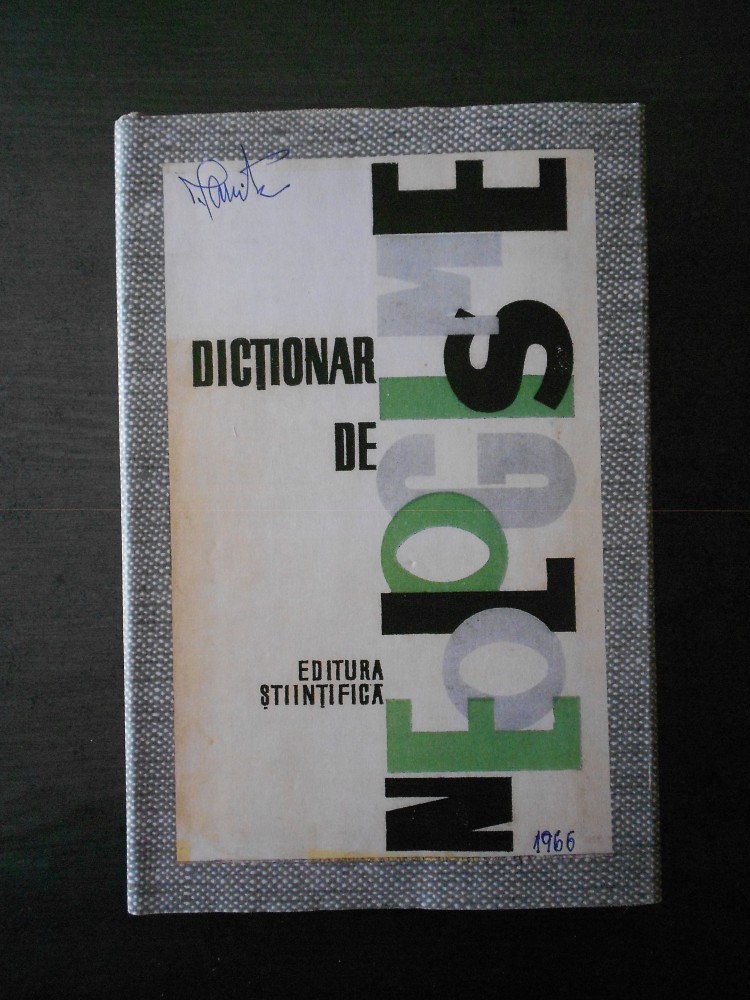 DICȚIONAR
DE
NEOLOGISME
EDITURA
ȘTIINȚIFICĂ
1966